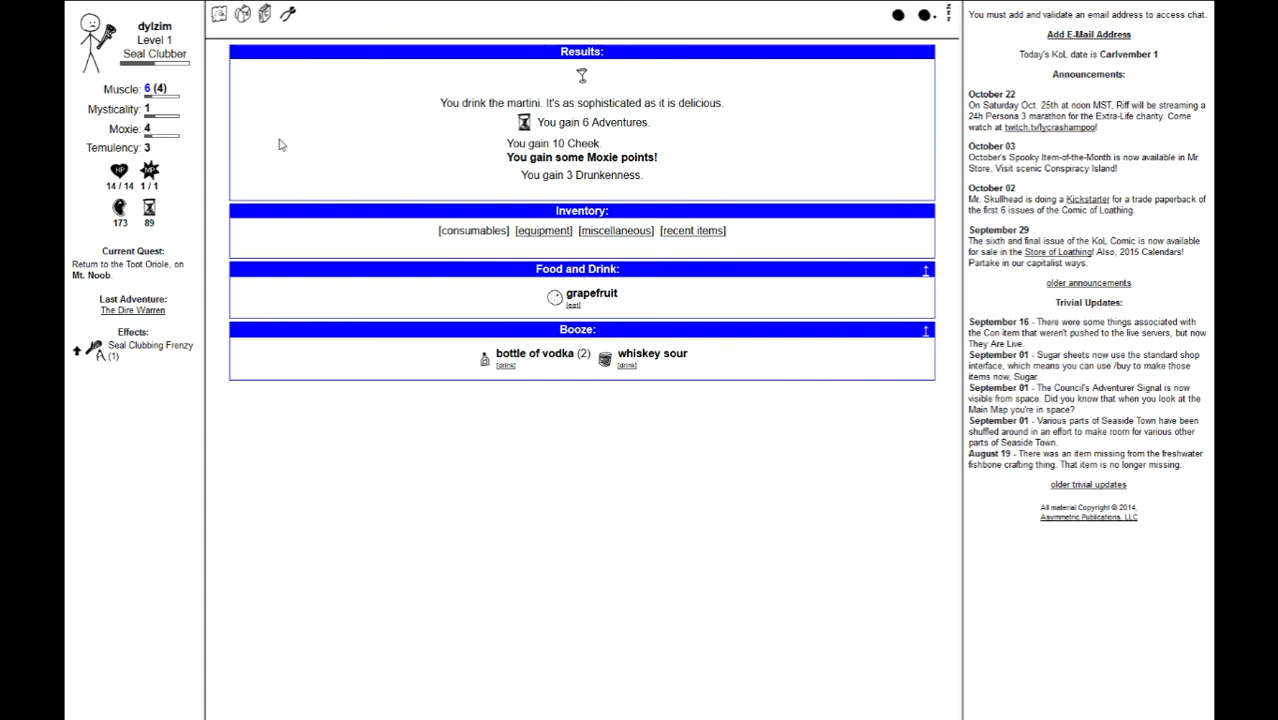 dylzim
Level 1
Seal Clubber
Muscle: 6 (4)
Mysticality: 1
Moxie: 4
Temulency: 3
HP MP
14 / 14 1 / 1
173 89
Current Quest:
Return to the Toot Oriole, on
Mt. Noob.
Last Adventure:
The Dire Warren
Effects:
Seal Clubbing Frenzy
(1)
Results:
You drink the martini. It's as sophisticated as it is delicious.
You gain 6 Adventures.
You gain 10 Cheek.
You gain some Moxie points!
You gain 3 Drunkenness.
Inventory:
[consumables] [equipment] [miscellaneous] [recent items]
Food and Drink:
grapefruit
[eat]
Booze:
bottle of vodka (2) whiskey sour
[drink] [drink]
You must add and validate an email address to access chat.
Add E-Mail Address
Today's KoL date is Carlvember 1
Announcements:
October 22
On Saturday Oct. 25th at noon MST, Riff will be streaming a
24h Persona 3 marathon for the Extra-Life charity. Come
watch at twitch.tv/lycrashampoo!
October 03
October's Spooky Item-of-the-Month is now available in Mr.
Store. Visit scenic Conspiracy Island!
October 02
Mr. Skullhead is doing a Kickstarter for a trade paperback of
the first 6 issues of the Comic of Loathing.
September 29
The sixth and final issue of the KoL Comic is now available
for sale in the Store of Loathing! Also, 2015 Calendars!
Partake in our capitalist ways.
older announcements
Trivial Updates:
September 16 - There were some things associated with
the Con item that weren't pushed to the live servers, but now
They Are Live.
September 01 - Sugar sheets now use the standard shop
interface, which means you can use /buy to make those
items now, Sugar.
September 01 - The Council's Adventurer Signal is now
visible from space. Did you know that when you look at the
Main Map you're in space?
September 01 - Various parts of Seaside Town have been
shuffled around in an effort to make room for various other
parts of Seaside Town.
August 19 - There was an item missing from the freshwater
fishbone crafting thing. That item is no longer missing.
older trivial updates
All material Copyright © 2014,
Asymmetric Publications, LLC